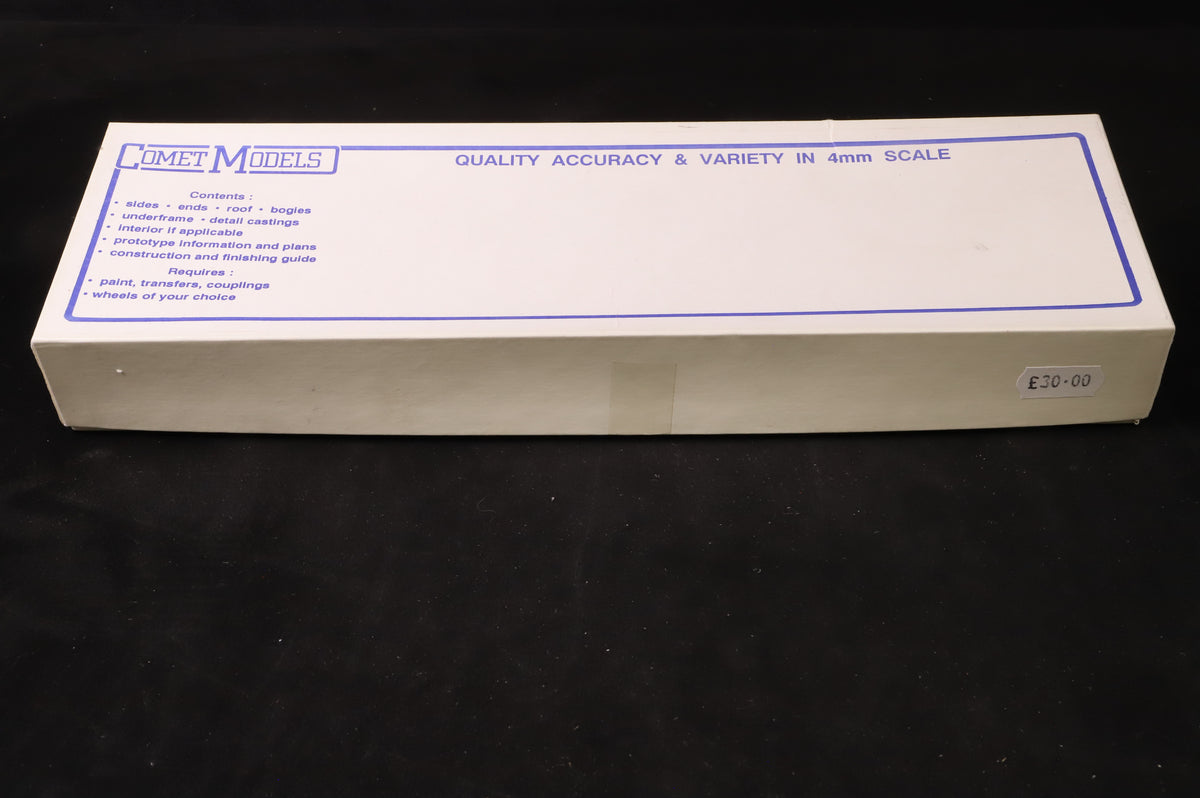 COMET MODELS
QUALITY ACCURACY & VARIETY IN 4mm SCALE
Contents :
• sides • ends • roof • bogies
• underframe • detail castings
• interior if applicable
• prototype information and plans
• construction and finishing guide
Requires :
• paint, transfers, couplings
• wheels of your choice
£30·00